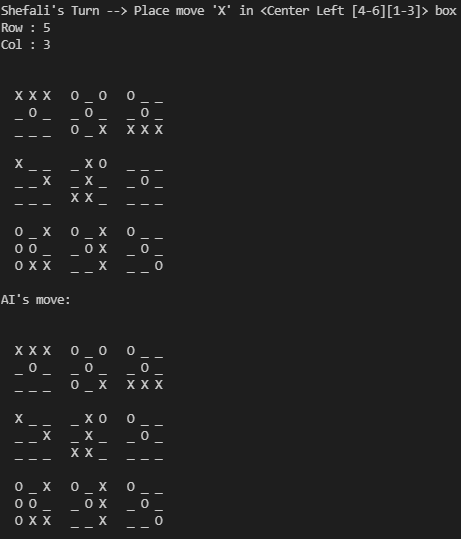 Shefali's Turn --> Place move 'X' in <Center Left [4-6][1-3]> box
Row : 5
Col : 3
X X X  O _ O  O _ _
_ O _  _ O _  _ O _
_ _ _  O _ X  X X X
X _ _  _ X O  _ _ _
_ _ X  _ X _  _ O _
_ _ _  X X _  _ _ _
O _ X  O _ X  O _ _
O O _  _ O X  _ O _
O X X  _ _ X  _ _ O
AI's move:
X X X  O _ O  O _ _
_ O _  _ O _  _ O _
_ _ _  O _ X  X X X
X _ _  _ X O  O _ _
_ _ X  _ X _  _ O _
_ _ _  X X _  _ _ _
O _ X  O _ X  O _ _
O O _  _ O X  _ O _
O X X  _ _ X  _ _ O